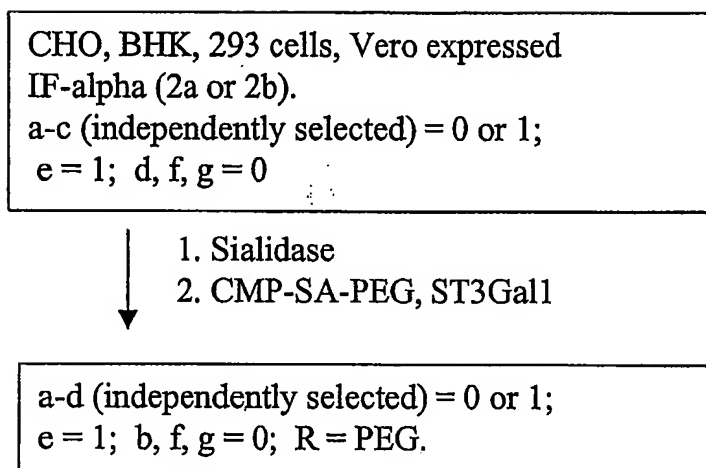 CHO, BHK, 293 cells, Vero expressed
IF-alpha (2a or 2b).
a-c (independently selected) = 0 or 1;
e = 1; d, f, g = 0
1. Sialidase
2. CMP-SA-PEG, ST3Gal1
a-d (independently selected) = 0 or 1;
e = 1; b, f, g = 0; R = PEG.